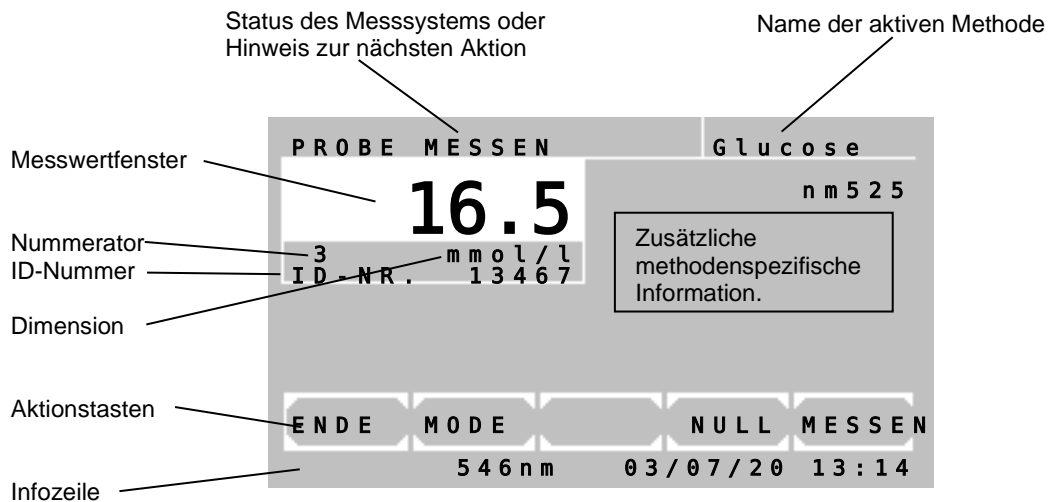 Status des Messsystems oder
Hinweis zur nächsten Aktion
Name der aktiven Methode
PROBE MESSEN
Glucose
Messwertfenster
16.5
nm525
Nummerator
3 mmol/l
ID-Nummer
ID-NR. 13467
Zusätzliche
methodenspezifische
Information.
Dimension
Aktionstasten
ENDE MODE NULL MESSEN
Infozeile
546nm 03/07/20 13:14